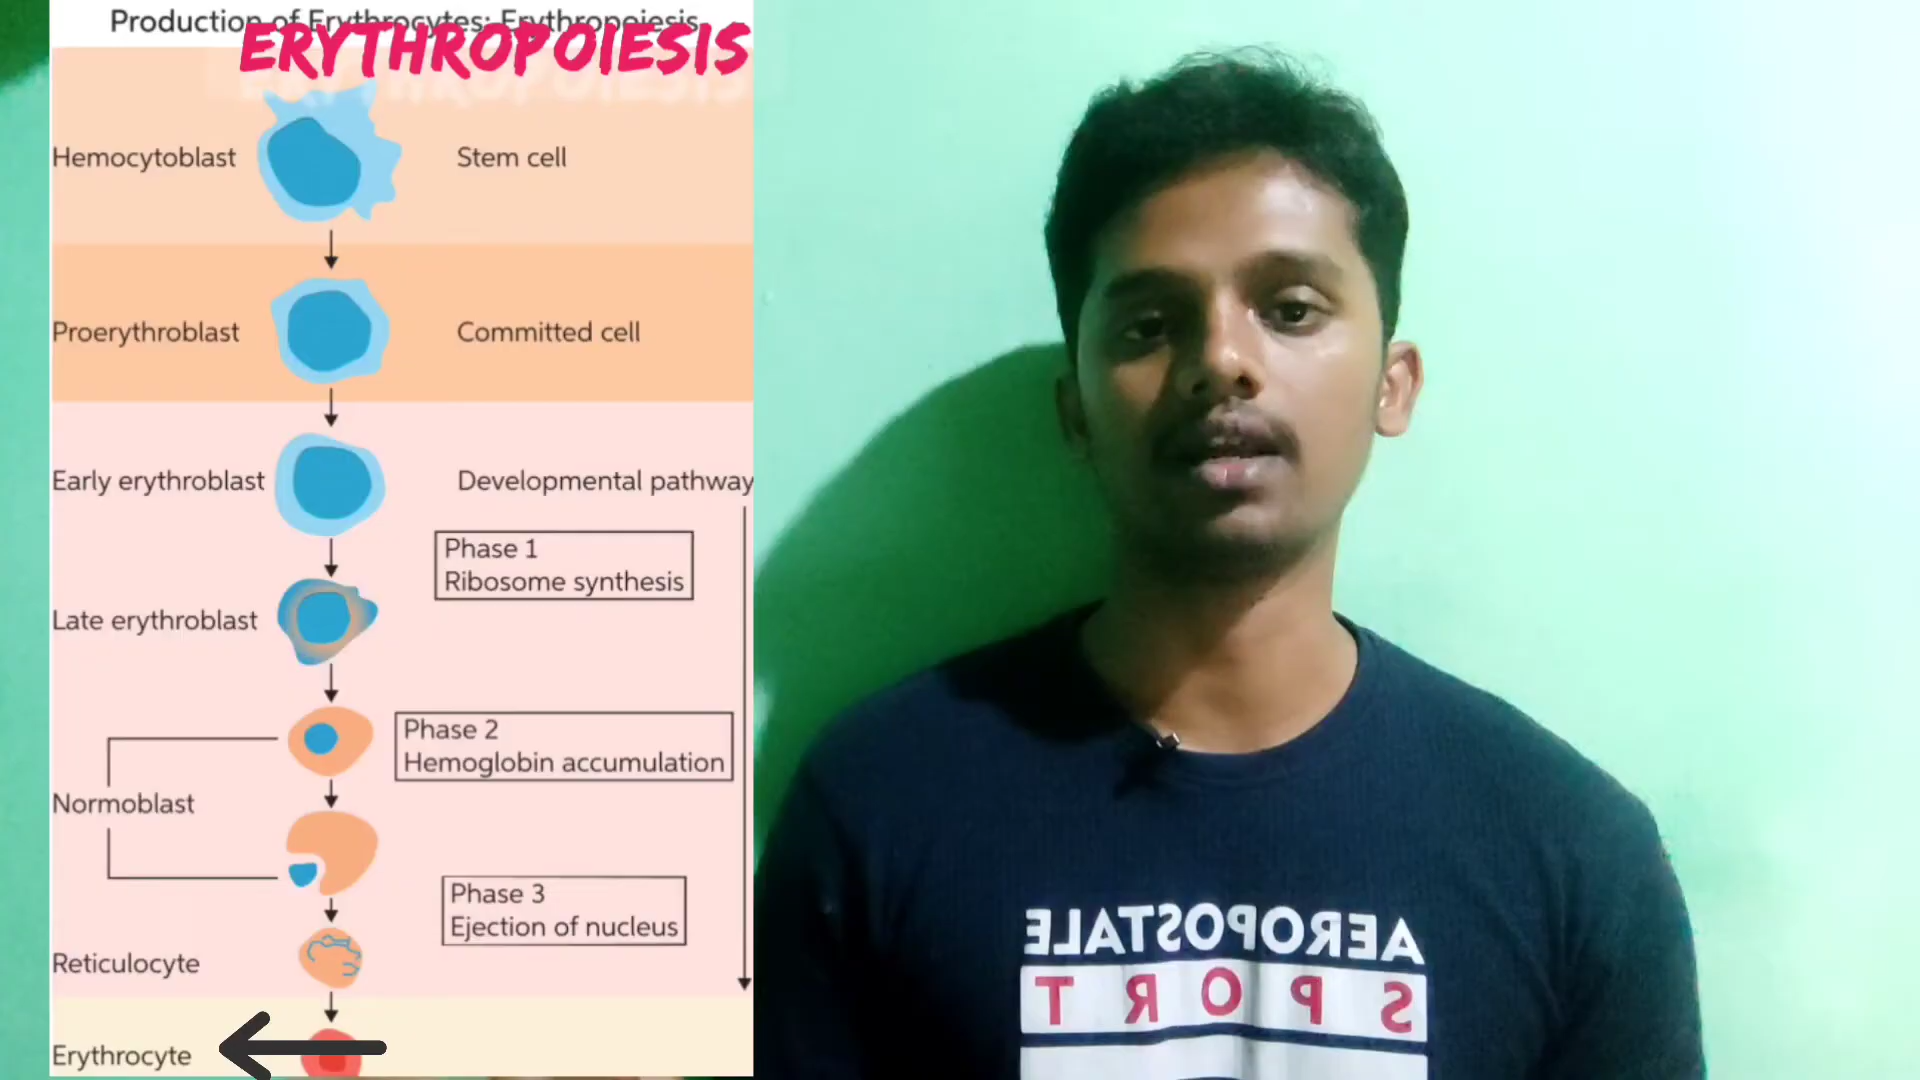 Production of Erythrocytes: Erythropoiesis
ERYTHROPOIESIS
Hemocytoblast
Stem cell
Proerythroblast
Committed cell
Early erythroblast
Developmental pathway
Phase 1
Ribosome synthesis
Late erythroblast
Phase 2
Hemoglobin accumulation
Normoblast
Phase 3
Ejection of nucleus
Reticulocyte
Erythrocyte
AEROPOSTALE
SPORT